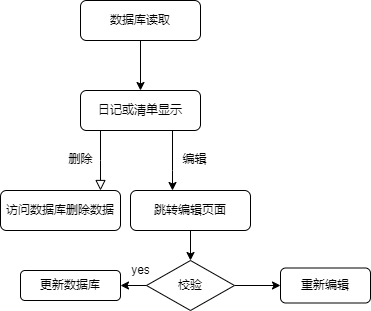 数据库读取
日记或清单显示
删除
编辑
访问数据库删除数据
跳转编辑页面
yes
更新数据库
校验
重新编辑